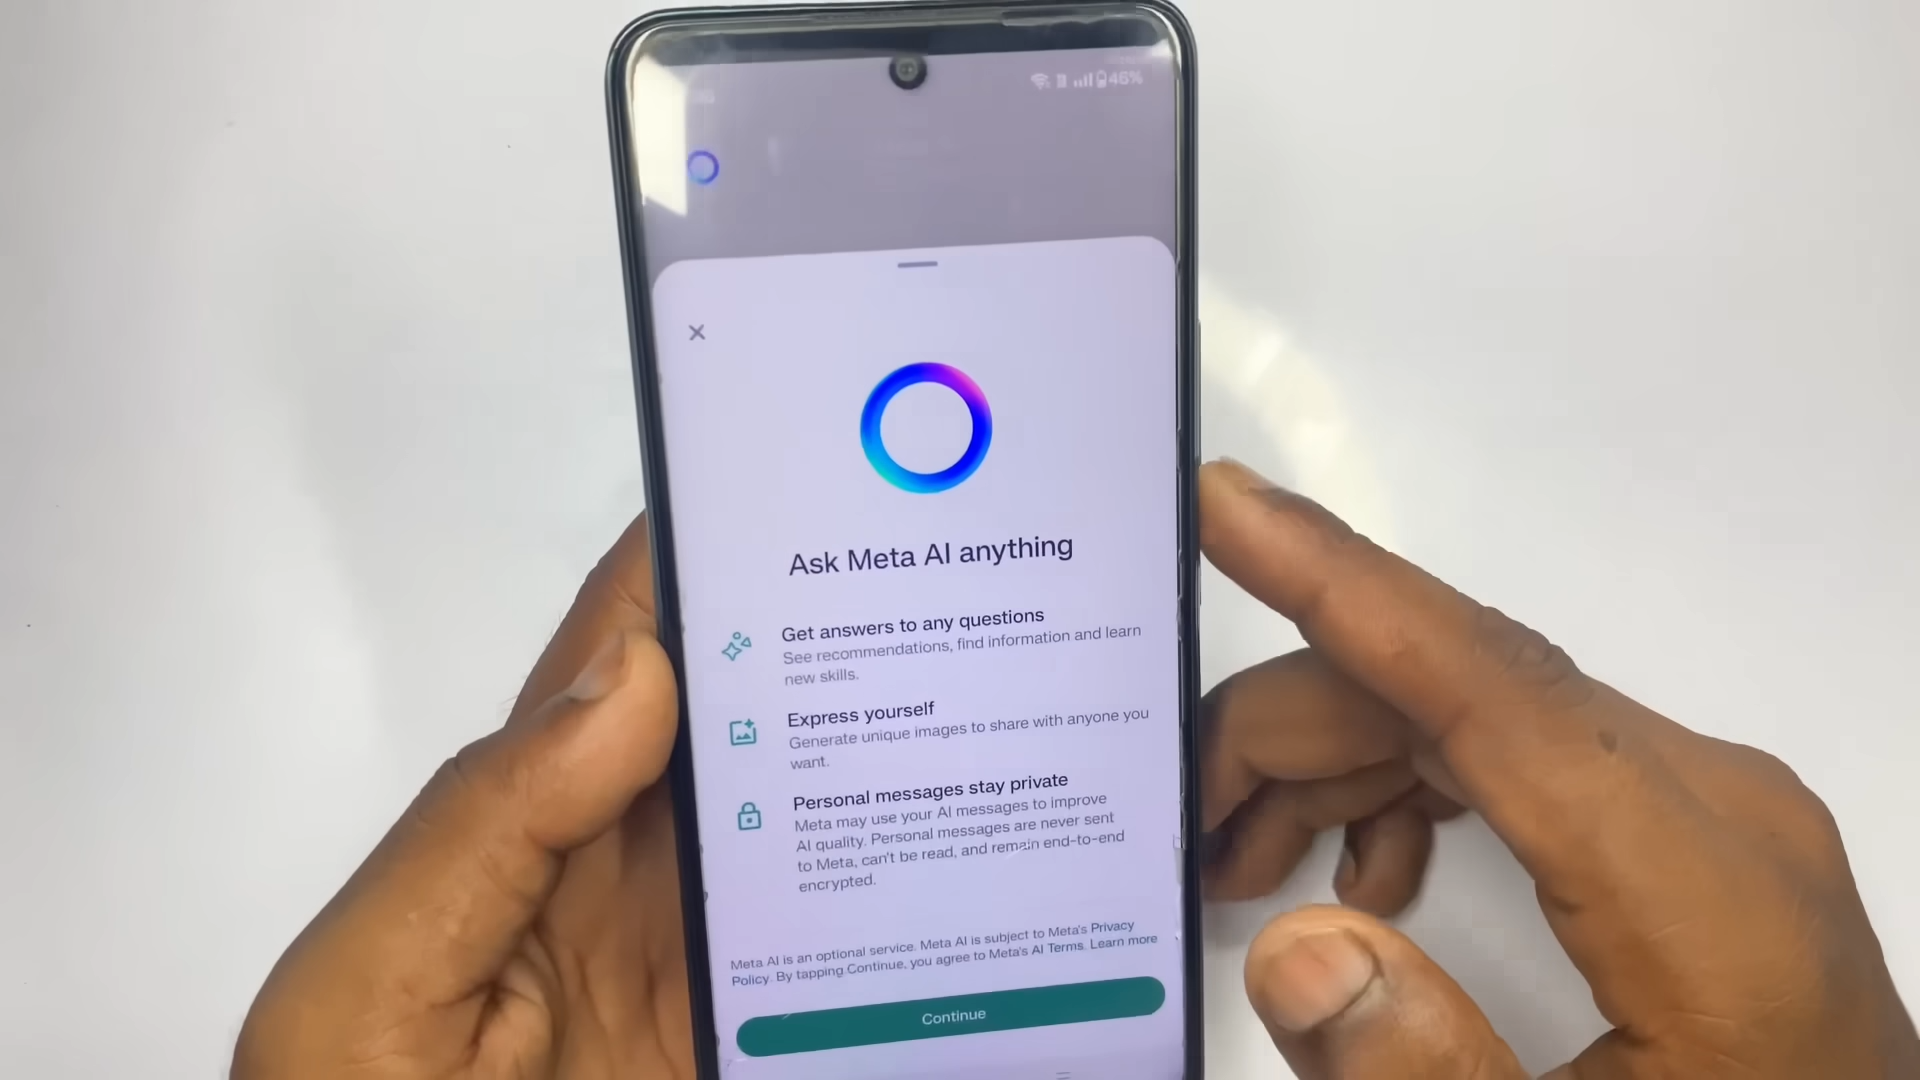 46%
Ask Meta AI anything
Get answers to any questions
See recommendations, find information and learn
new skills.
Express yourself
Generate unique images to share with anyone you
want.
Personal messages stay private
Meta may use your AI messages to improve
AI quality. Personal messages are never sent
to Meta, can't be read, and remain end-to-end
encrypted.
Meta AI is an optional service. Meta AI is subject to Meta's Privacy
Policy. By tapping Continue, you agree to Meta's AI Terms. Learn more
Continue